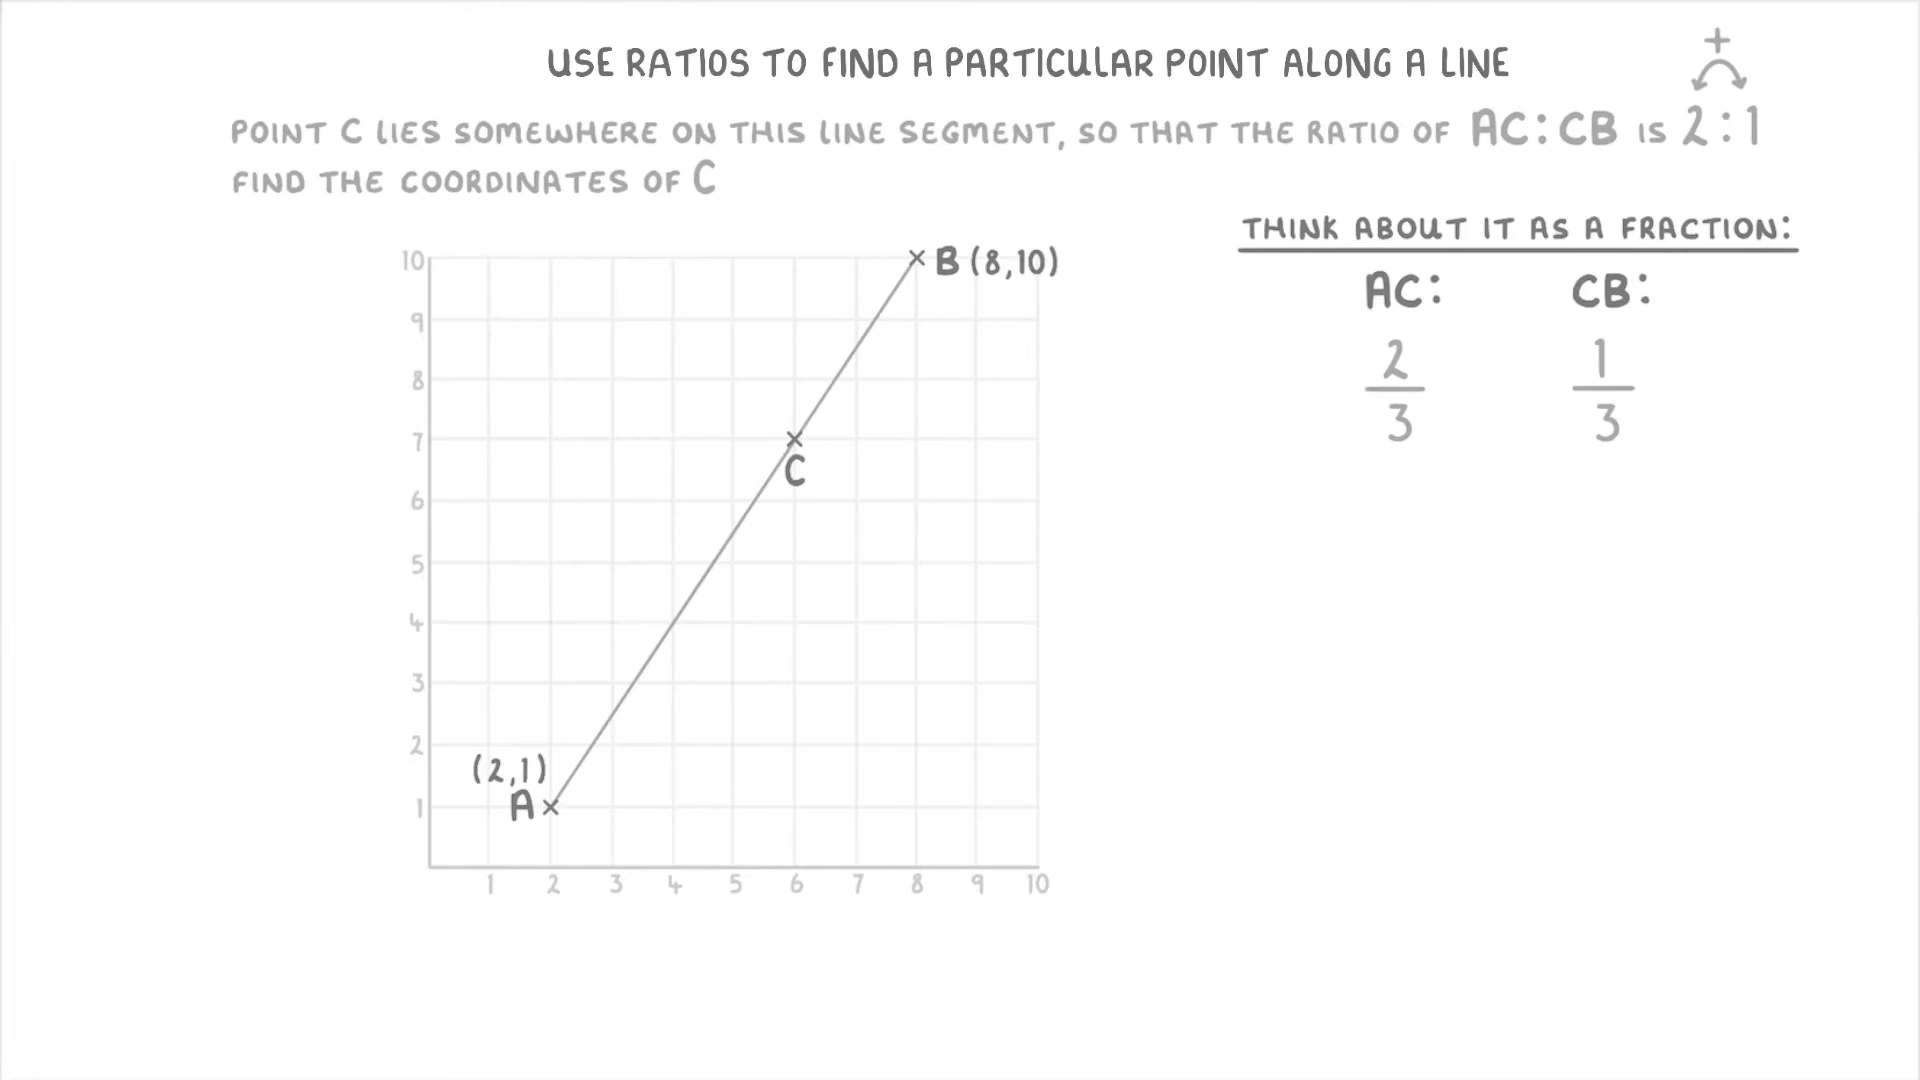 USE RATIOS TO FIND A PARTICULAR POINT ALONG A LINE
+
POINT C LIES SOMEWHERE ON THIS LINE SEGMENT, SO THAT THE RATIO OF AC:CB IS 2:1
FIND THE COORDINATES OF C
THINK ABOUT IT AS A FRACTION:
AC: CB:
2 1
3 3
10 B (8,10)
9
8
7
C
6
5
4
3
2
(2,1)
A
1
1 2 3 4 5 6 7 8 9 10